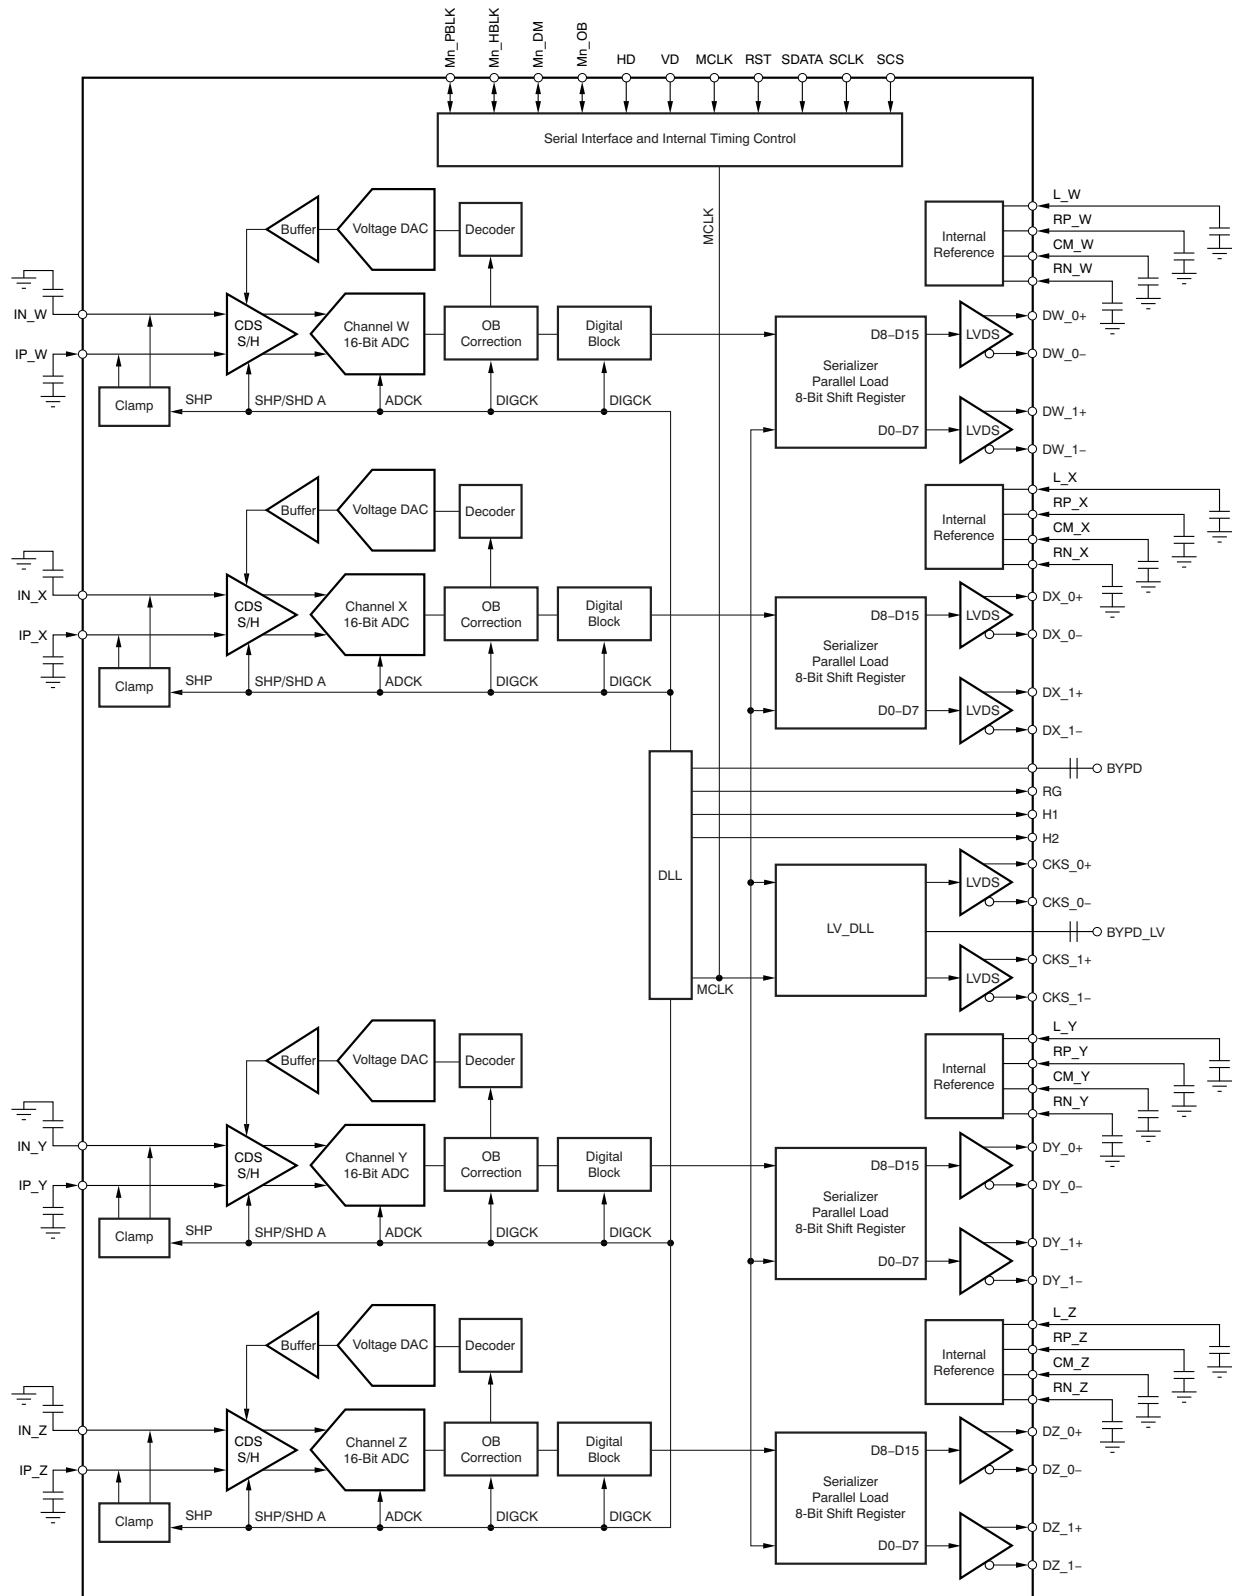 Mn_PBLK
Mn_HBLK
Mn_DM
Mn_OB
HD
VD
MCLK
RST
SDATA
SCLK
SCS
Serial Interface and Internal Timing Control
MCLK
Buffer
Voltage DAC
Decoder
IN_W
IP_W
Clamp
CDS
S/H
Channel W
16-Bit ADC
OB
Correction
Digital
Block
SHP
SHP/SHD A
ADCK
DIGCK
DIGCK
D8–D15
Serializer
Parallel Load
8-Bit Shift Register
D0–D7
Internal
Reference
L_W
RP_W
CM_W
RN_W
LVDS
DW_0+
DW_0–
LVDS
DW_1+
DW_1–
Buffer
Voltage DAC
Decoder
IN_X
IP_X
Clamp
CDS
S/H
Channel X
16-Bit ADC
OB
Correction
Digital
Block
SHP
SHP/SHD A
ADCK
DIGCK
DIGCK
D8–D15
Serializer
Parallel Load
8-Bit Shift Register
D0–D7
Internal
Reference
L_X
RP_X
CM_X
RN_X
LVDS
DX_0+
DX_0–
LVDS
DX_1+
DX_1–
DLL
BYPD
RG
H1
H2
MCLK
LV_DLL
LVDS
CKS_0+
CKS_0–
BYPD_LV
LVDS
CKS_1+
CKS_1–
Buffer
Voltage DAC
Decoder
IN_Y
IP_Y
Clamp
CDS
S/H
Channel Y
16-Bit ADC
OB
Correction
Digital
Block
SHP
SHP/SHD A
ADCK
DIGCK
DIGCK
D8–D15
Serializer
Parallel Load
8-Bit Shift Register
D0–D7
Internal
Reference
L_Y
RP_Y
CM_Y
RN_Y
DY_0+
DY_0–
DY_1+
DY_1–
Buffer
Voltage DAC
Decoder
IN_Z
IP_Z
Clamp
CDS
S/H
Channel Z
16-Bit ADC
OB
Correction
Digital
Block
SHP
SHP/SHD A
ADCK
DIGCK
DIGCK
D8–D15
Serializer
Parallel Load
8-Bit Shift Register
D0–D7
Internal
Reference
L_Z
RP_Z
CM_Z
RN_Z
DZ_0+
DZ_0–
DZ_1+
DZ_1–